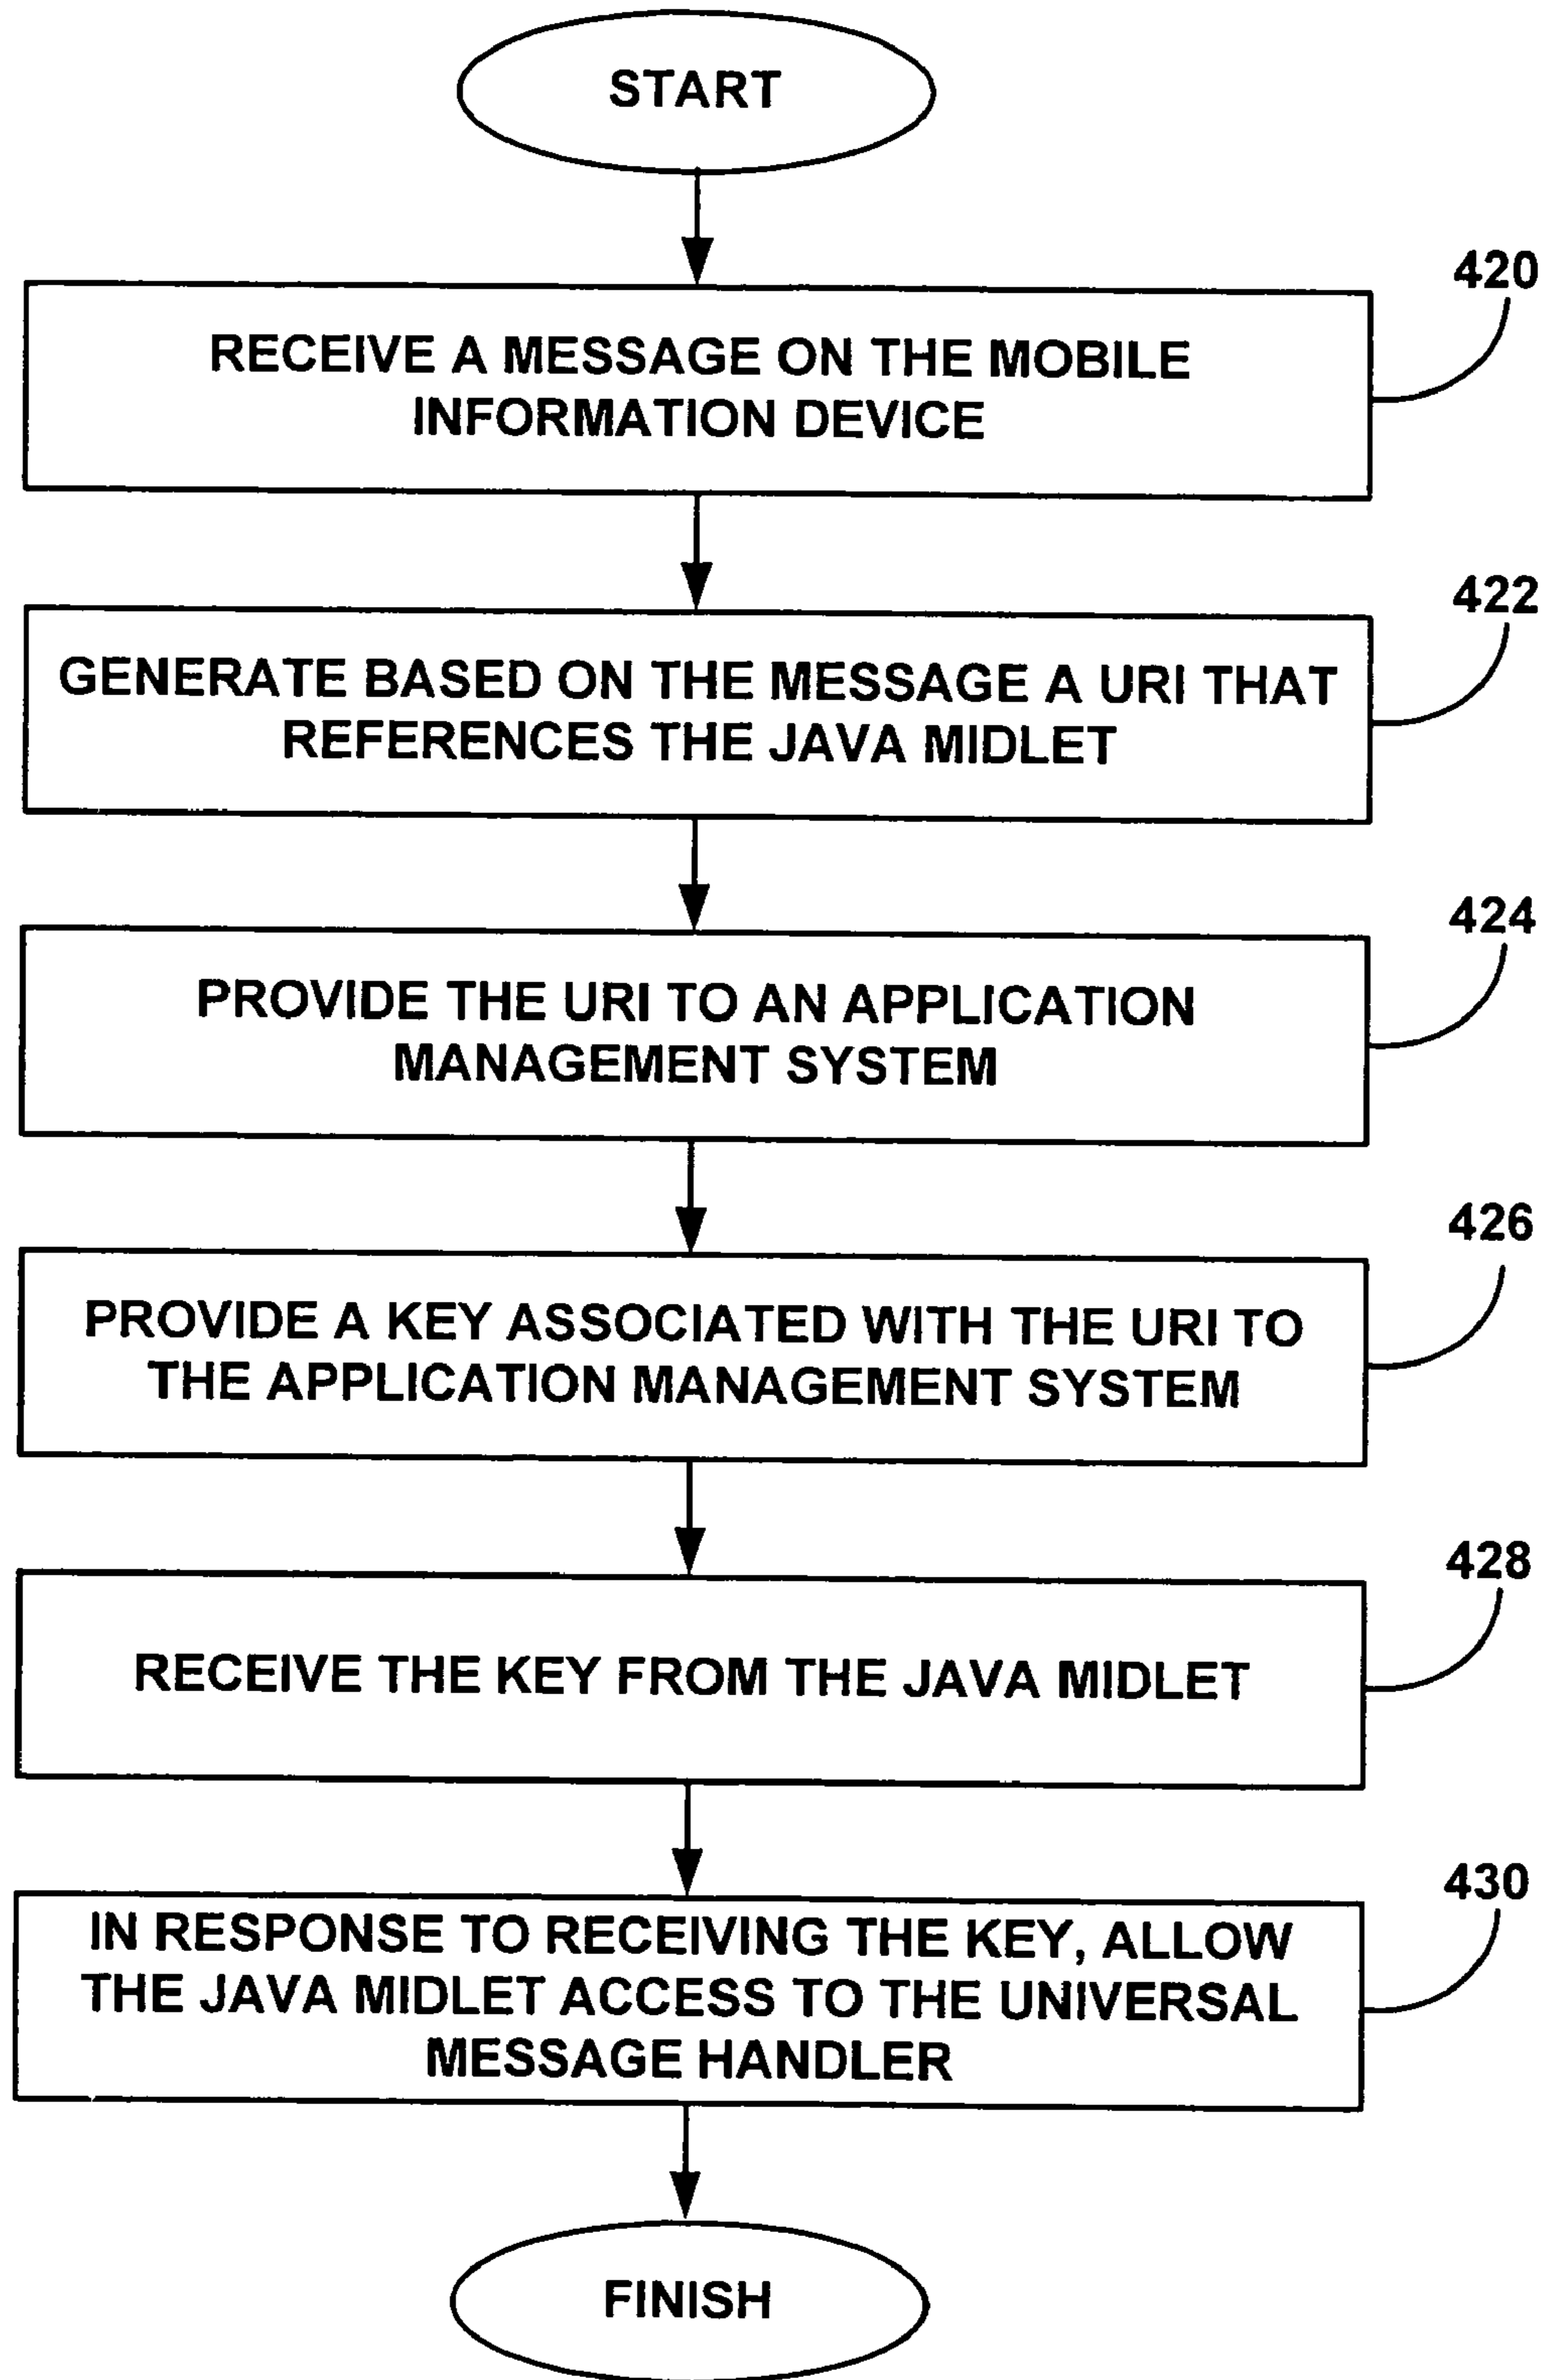 START
420
RECEIVE A MESSAGE ON THE MOBILE
INFORMATION DEVICE
422
GENERATE BASED ON THE MESSAGE A URI THAT
REFERENCES THE JAVA MIDLET
424
PROVIDE THE URI TO AN APPLICATION
MANAGEMENT SYSTEM
426
PROVIDE A KEY ASSOCIATED WITH THE URI TO
THE APPLICATION MANAGEMENT SYSTEM
428
RECEIVE THE KEY FROM THE JAVA MIDLET
430
IN RESPONSE TO RECEIVING THE KEY, ALLOW
THE JAVA MIDLET ACCESS TO THE UNIVERSAL
MESSAGE HANDLER
FINISH